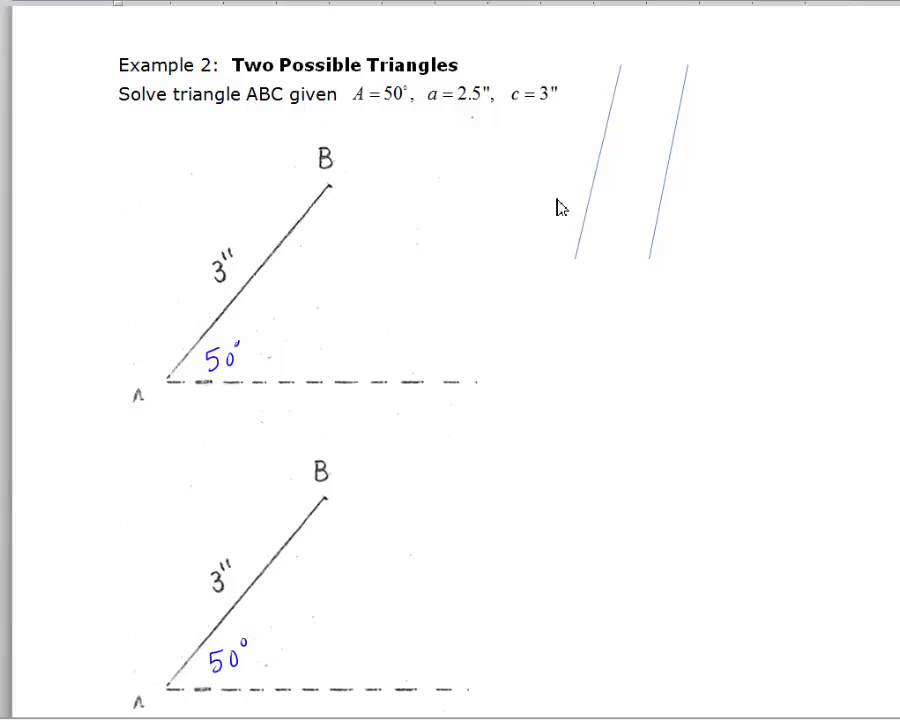 Example 2: Two Possible Triangles
Solve triangle ABC given A = 50°, a = 2.5", c = 3"
B
3"
50°
A
B
3"
50°
A